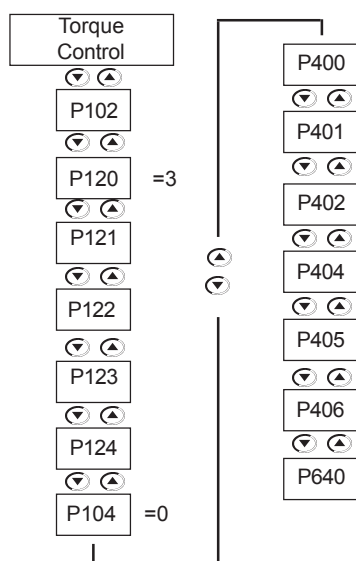 Torque
Control
P102
P120 =3
P121
P122
P123
P124
P104 =0
P400
P401
P402
P404
P405
P406
P640